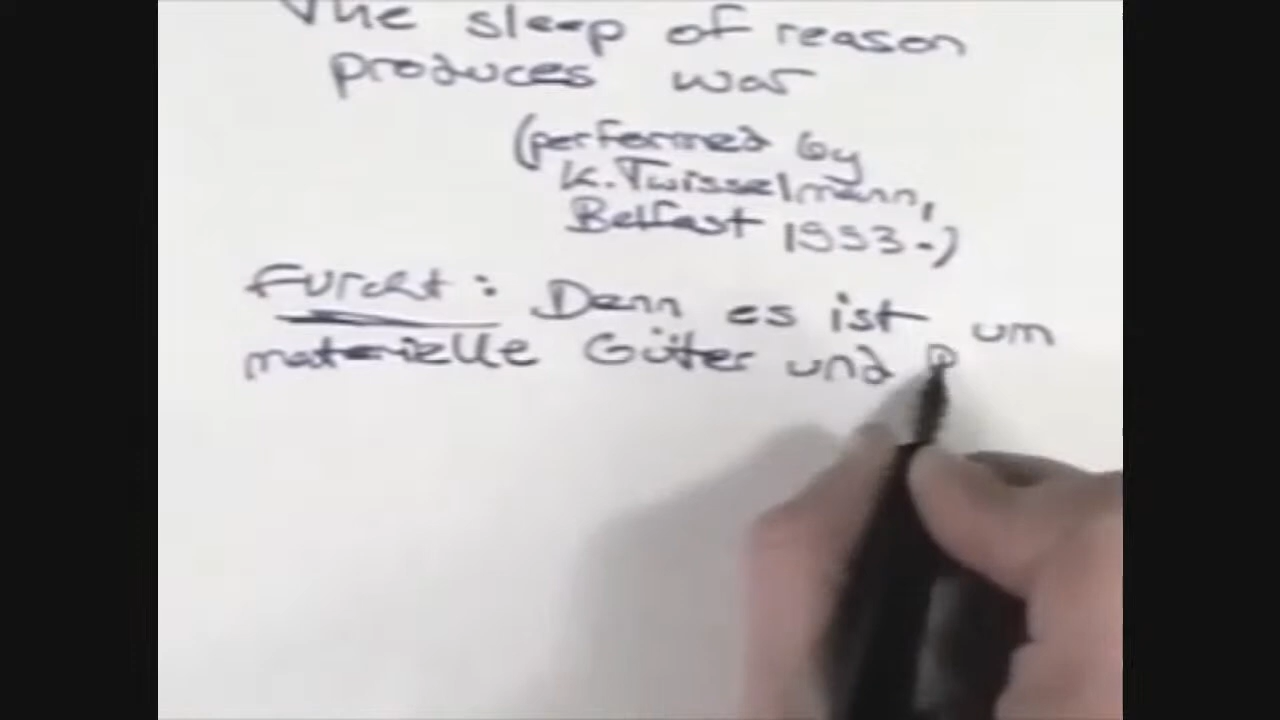 The sleep of reason
produces war
(performed by
K. Twisselmann,
Belfast 1993-)
Furcht: Denn es ist um
materielle Güter und P